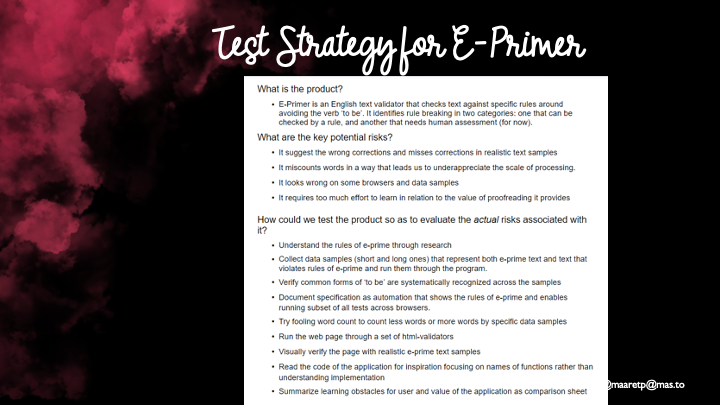 Test Strategy for E-Primer
What is the product?
• E-Primer is an English text validator that checks text against specific rules around
avoiding the verb 'to be'. It identifies rule breaking in two categories: one that can be
checked by a rule, and another that needs human assessment (for now).
What are the key potential risks?
• It suggest the wrong corrections and misses corrections in realistic text samples
• It miscounts words in a way that leads us to underappreciate the scale of processing.
• It looks wrong on some browsers and data samples
• It requires too much effort to learn in relation to the value of proofreading it provides
How could we test the product so as to evaluate the actual risks associated with
it?
• Understand the rules of e-prime through research
• Collect data samples (short and long ones) that represent both e-prime text and text that
violates rules of e-prime and run them through the program.
• Verify common forms of 'to be' are systematically recognized across the samples
• Document specification as automation that shows the rules of e-prime and enables
running subset of all tests across browsers.
• Try fooling word count to count less words or more words by specific data samples
• Run the web page through a set of html-validators
• Visually verify the page with realistic e-prime text samples
• Read the code of the application for inspiration focusing on names of functions rather than
understanding implementation
• Summarize learning obstacles for user and value of the application as comparison sheet
@maaretp@mas.to